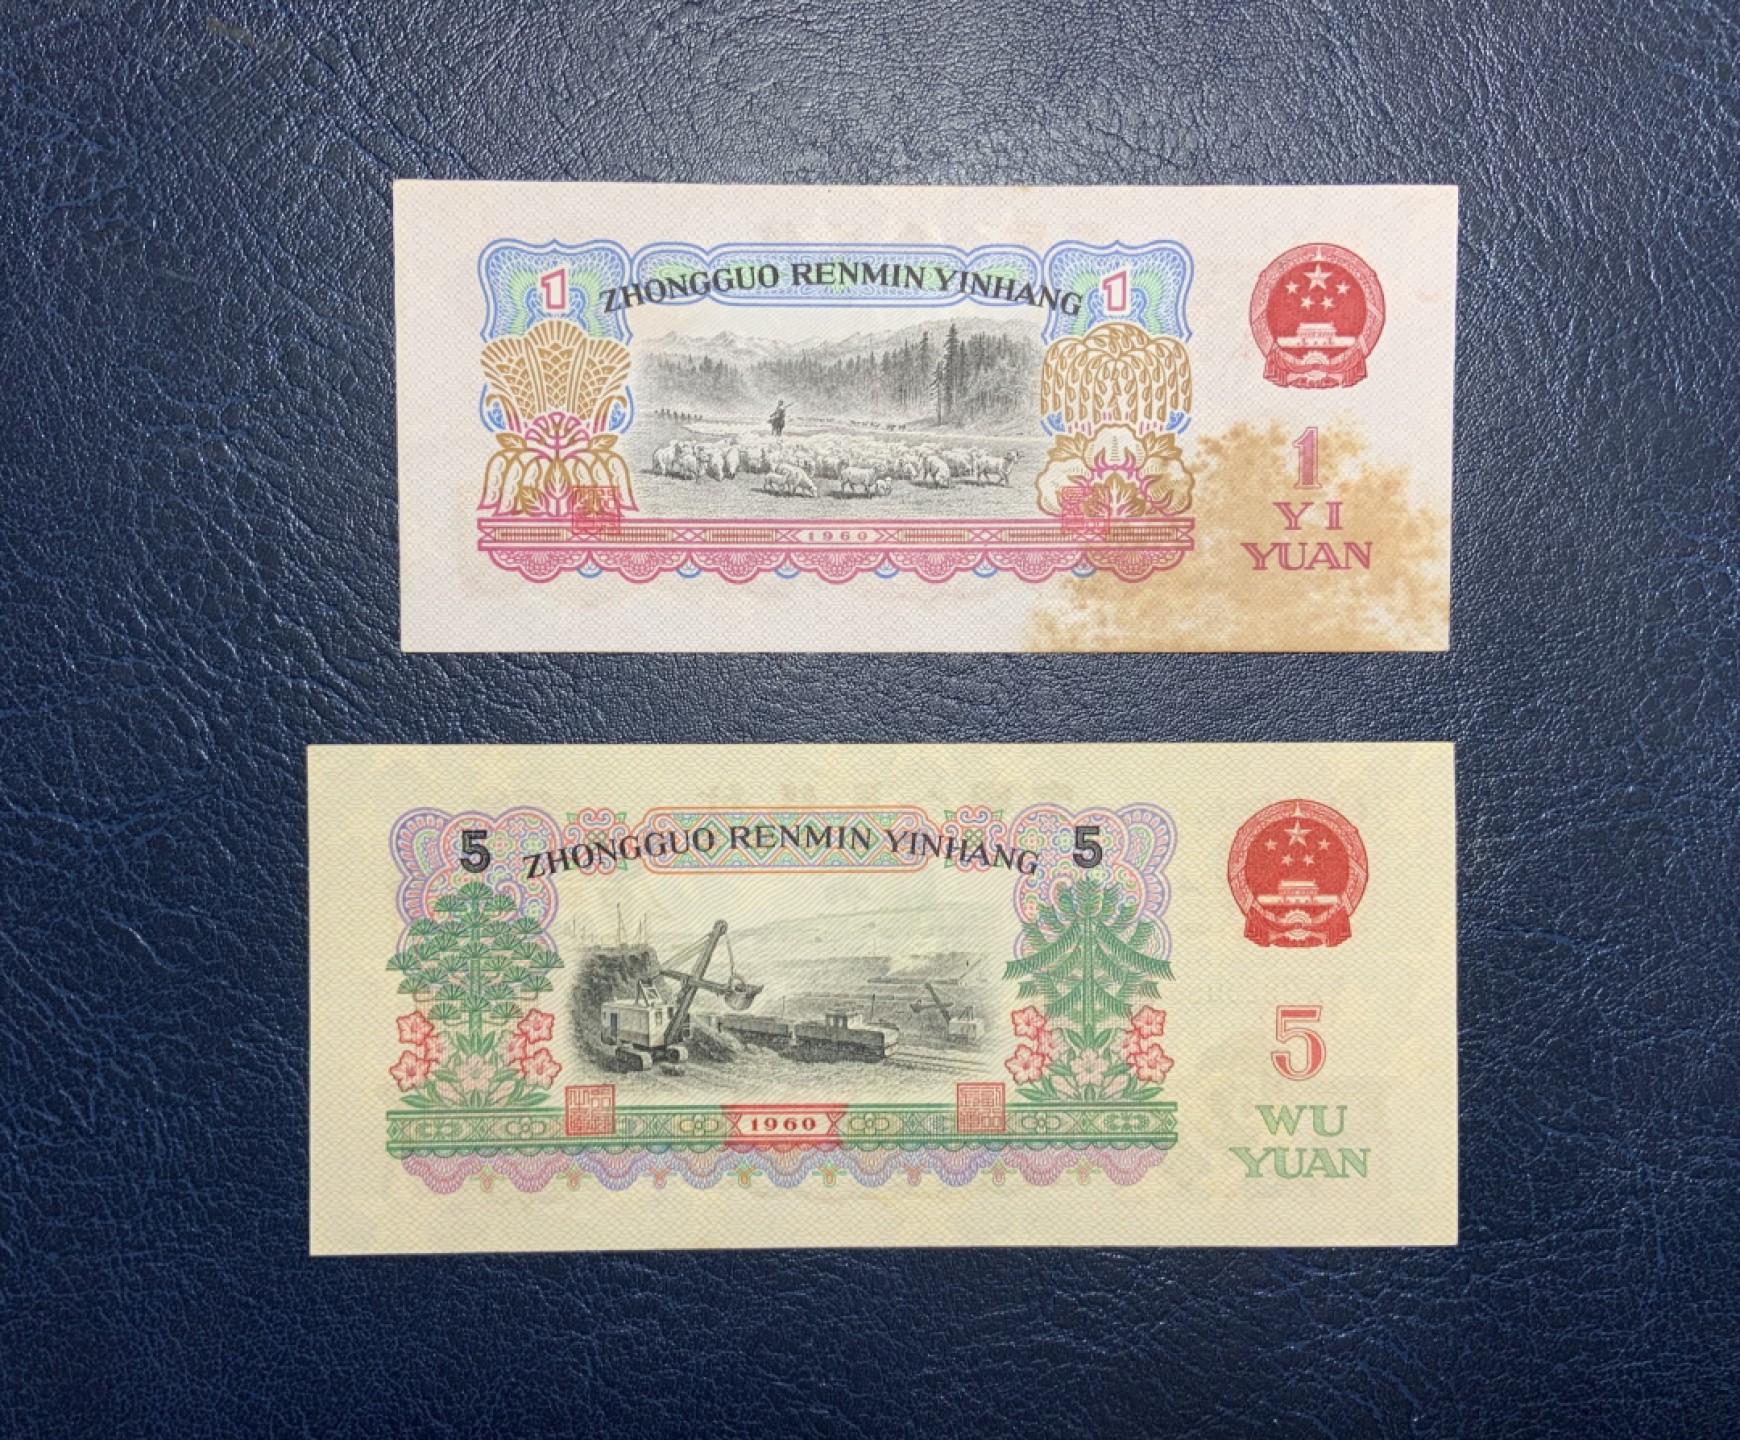 1 ZHONGGUO RENMIN YINHANG 1
1
YI
YUAN
1960
5 ZHONGGUO RENMIN YINHANG 5
5
WU
YUAN
1960